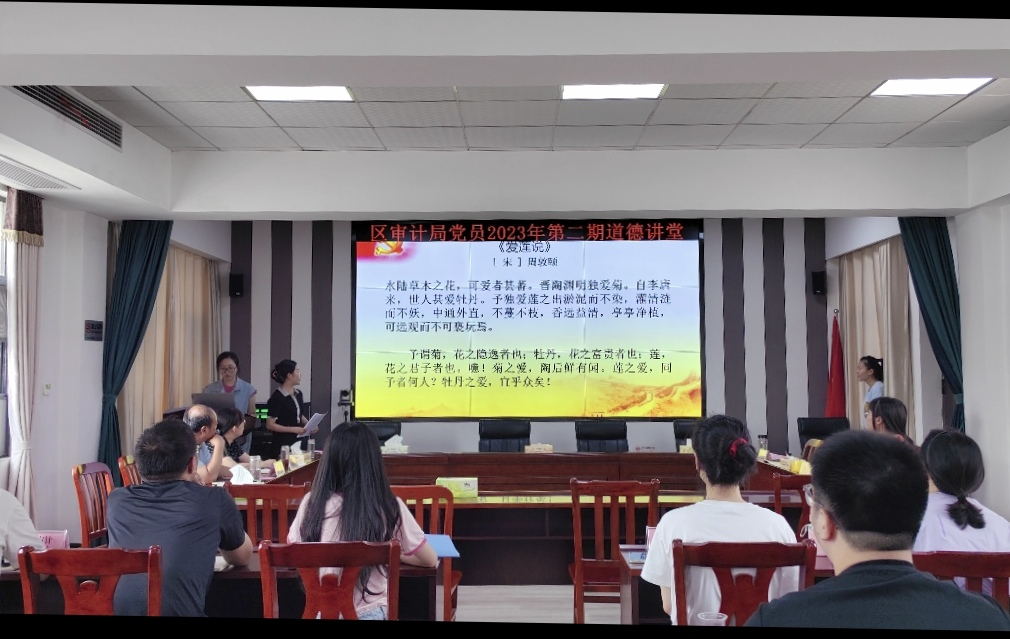 区审计局党员2023年第二期道德讲堂
《爱莲说》
［宋］周敦颐
水陆草木之花，可爱者甚蕃。晋陶渊明独爱菊。自李唐
来，世人甚爱牡丹。予独爱莲之出淤泥而不染，濯清涟
而不妖，中通外直，不蔓不枝，香远益清，亭亭净植，
可远观而不可亵玩焉。
予谓菊，花之隐逸者也；牡丹，花之富贵者也；莲，
花之君子者也。噫！菊之爱，陶后鲜有闻。莲之爱，同
予者何人？牡丹之爱，宜乎众矣！